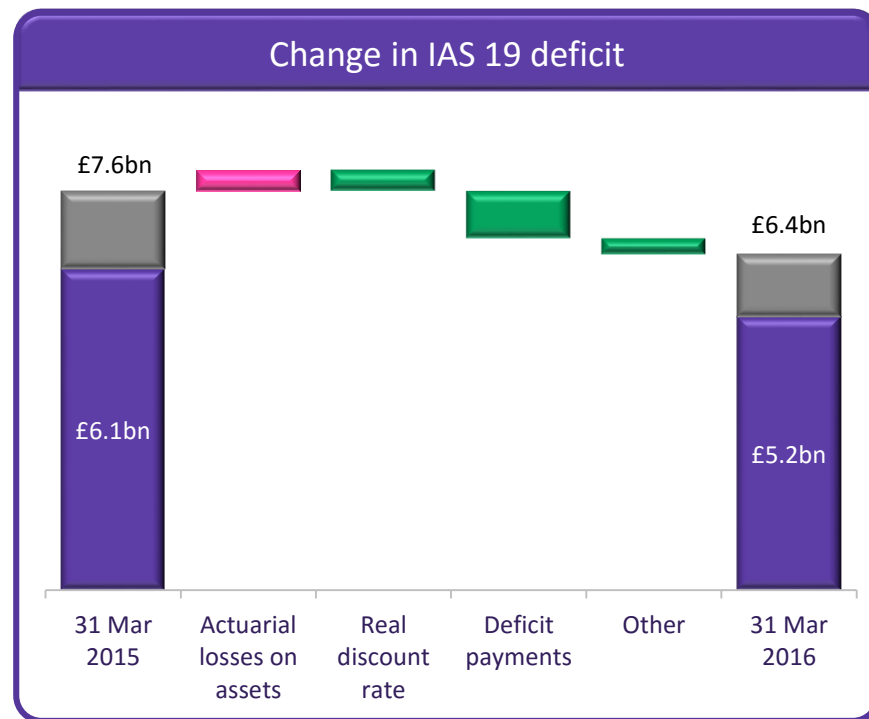 Change in IAS 19 deficit
£7.6bn
£6.4bn
£6.1bn
£5.2bn
31 Mar
2015
Actuarial
losses on
assets
Real
discount
rate
Deficit
payments
Other
31 Mar
2016